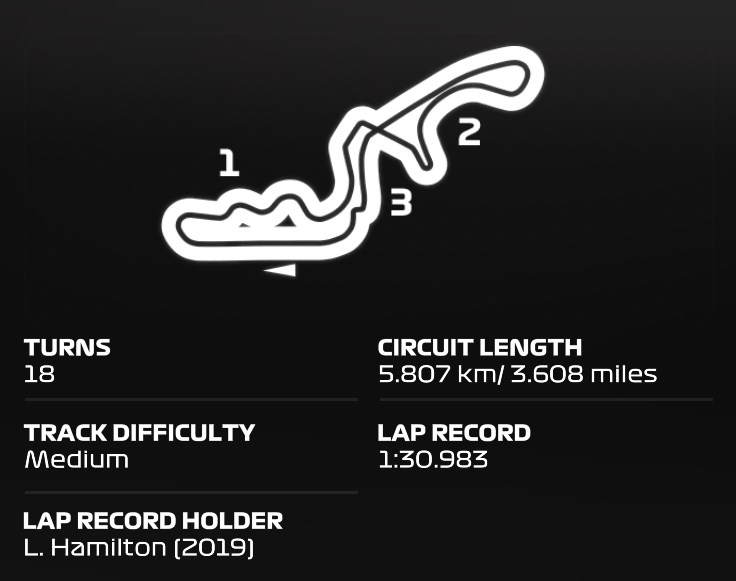 1
2
3
TURNS
18
CIRCUIT LENGTH
5.807 km/ 3.608 miles
TRACK DIFFICULTY
Medium
LAP RECORD
1:30.983
LAP RECORD HOLDER
L. Hamilton (2019)